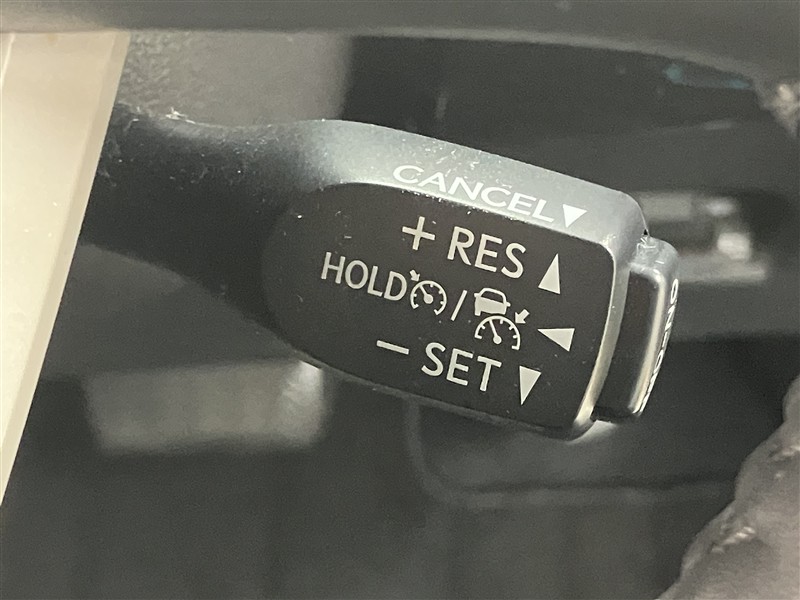 CANCEL▼
+ RES ▲
HOLD / ◀
− SET ▼